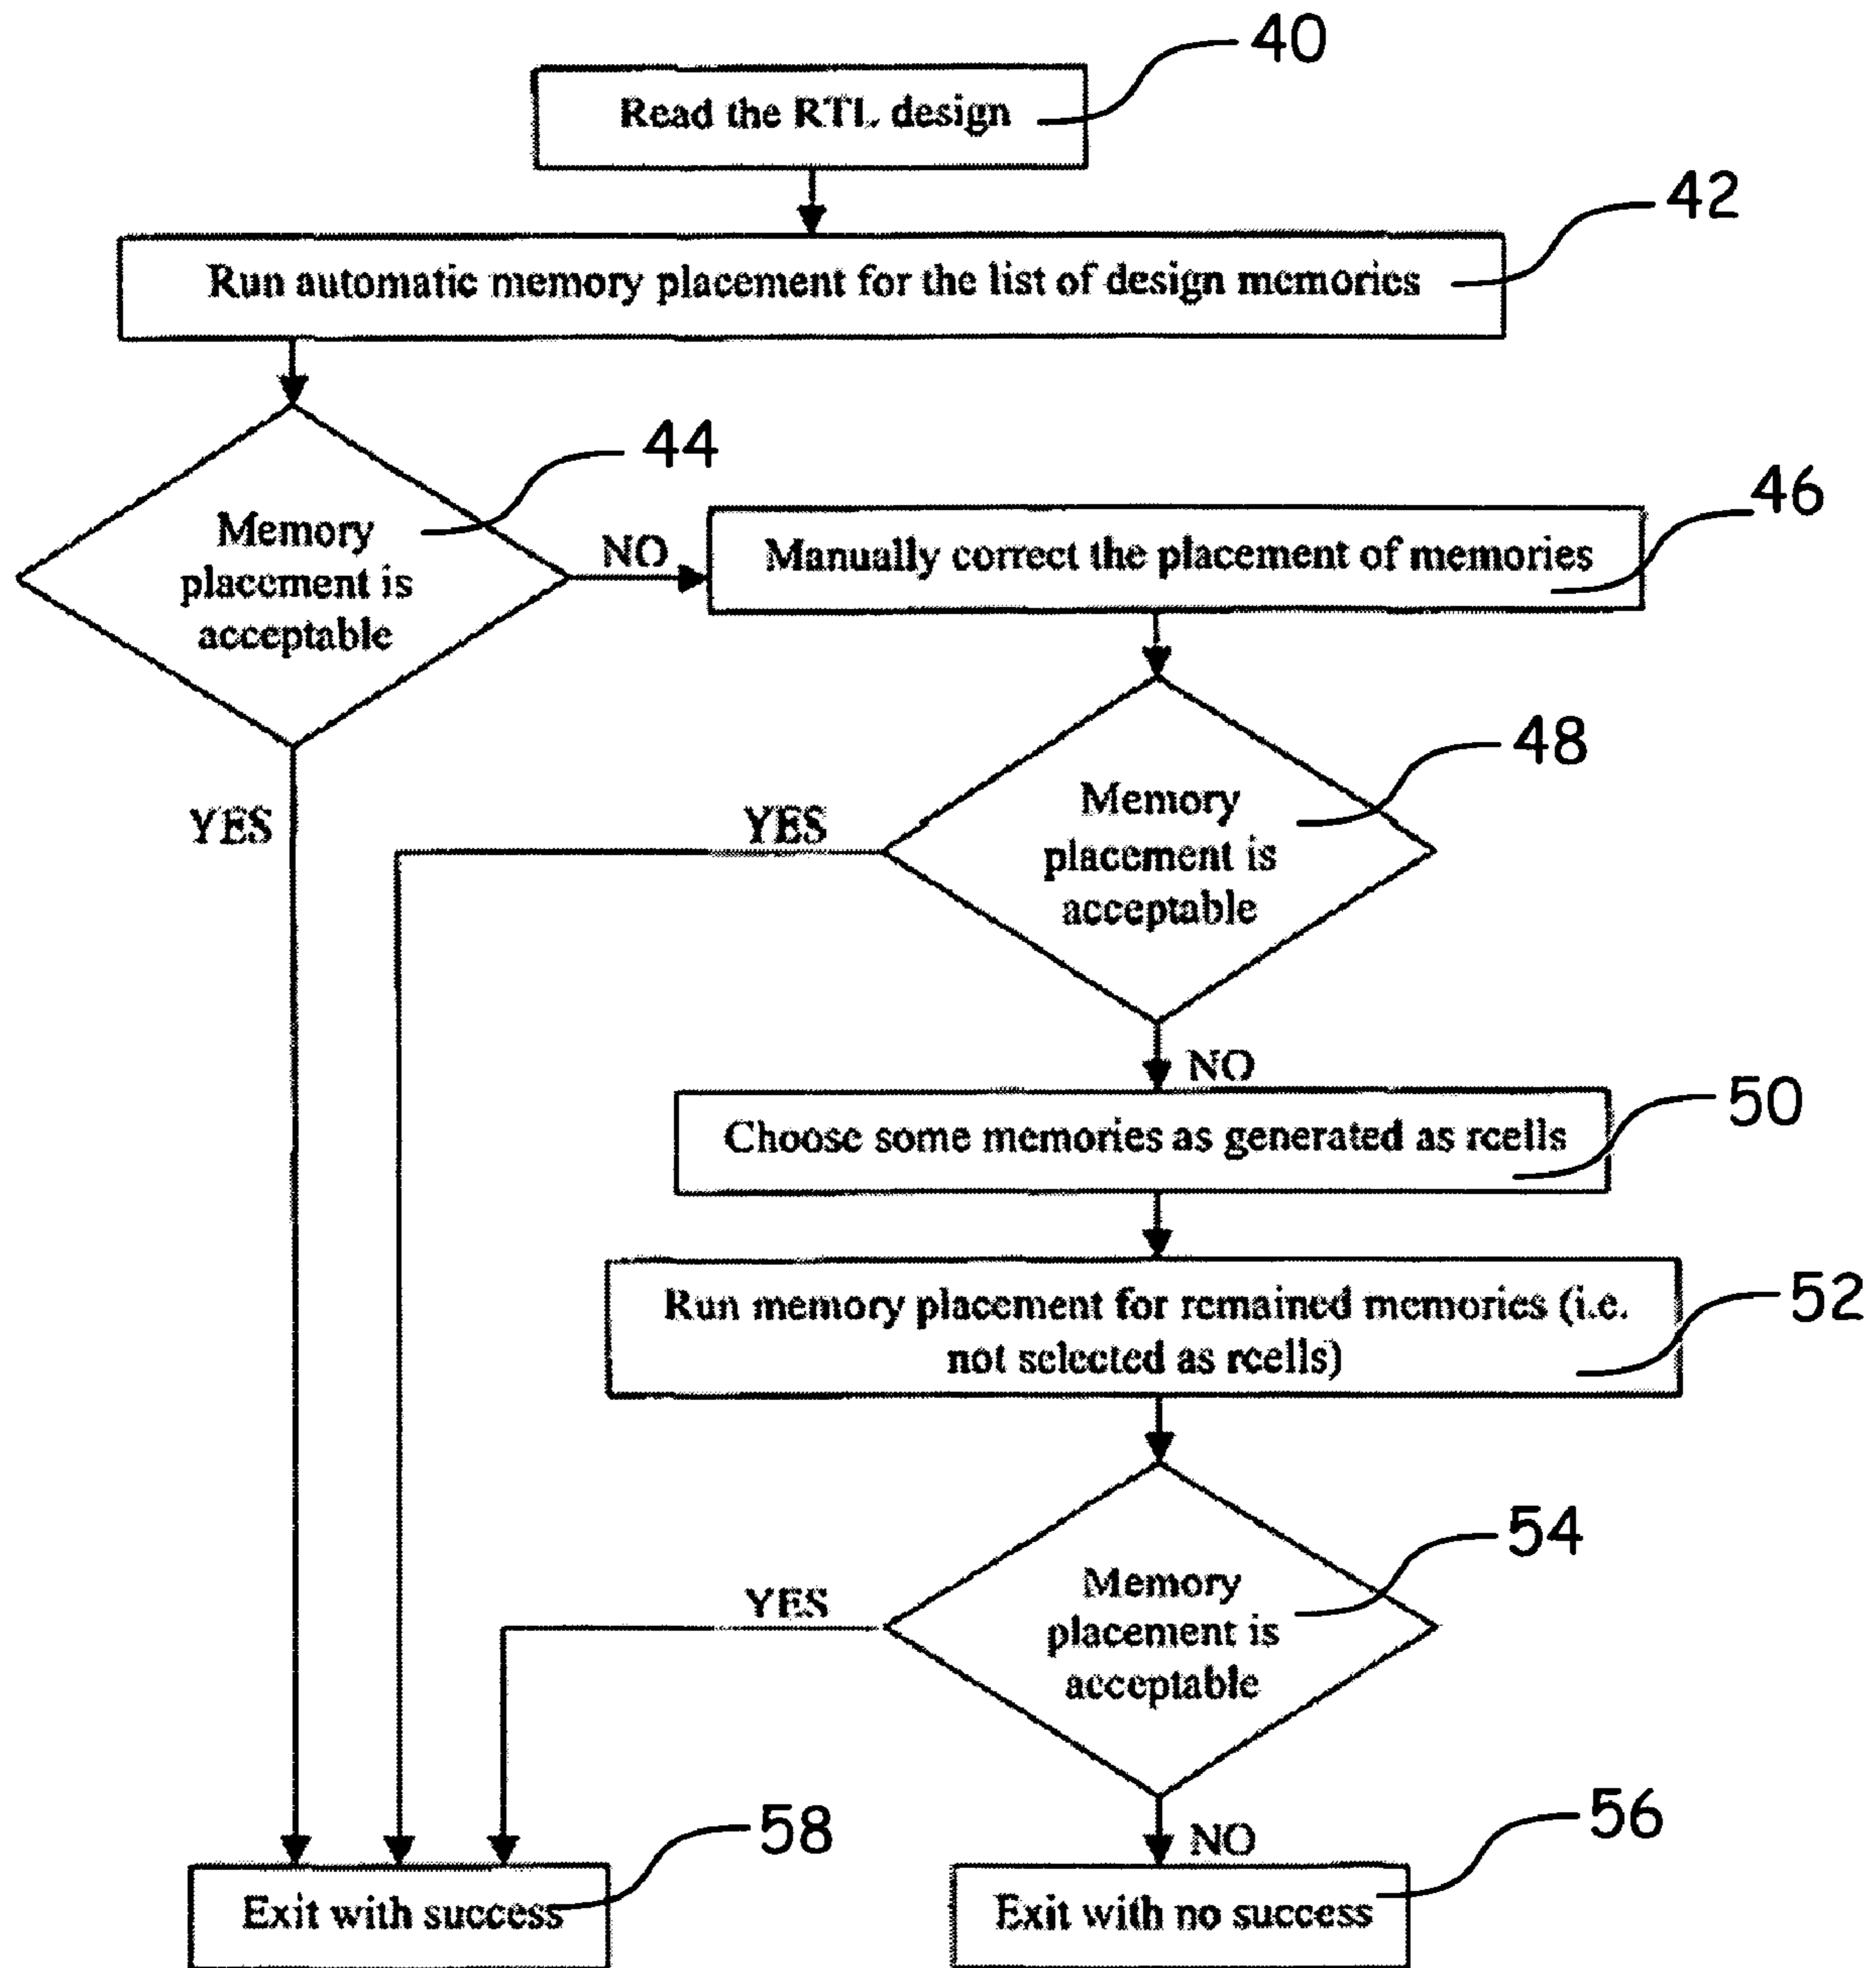 40
Read the RTL design
42
Run automatic memory placement for the list of design memories
44
Memory
placement is
acceptable
NO
46
Manually correct the placement of memories
48
Memory
placement is
acceptable
YES
YES
NO
50
Choose some memories as generated as rcells
52
Run memory placement for remained memories (i.e.
not selected as rcells)
54
Memory
placement is
acceptable
YES
NO
58
Exit with success
56
Exit with no success